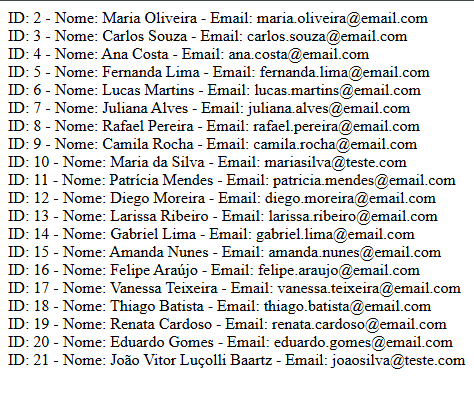 ID: 2 - Nome: Maria Oliveira - Email: maria.oliveira@email.com
ID: 3 - Nome: Carlos Souza - Email: carlos.souza@email.com
ID: 4 - Nome: Ana Costa - Email: ana.costa@email.com
ID: 5 - Nome: Fernanda Lima - Email: fernanda.lima@email.com
ID: 6 - Nome: Lucas Martins - Email: lucas.martins@email.com
ID: 7 - Nome: Juliana Alves - Email: juliana.alves@email.com
ID: 8 - Nome: Rafael Pereira - Email: rafael.pereira@email.com
ID: 9 - Nome: Camila Rocha - Email: camila.rocha@email.com
ID: 10 - Nome: Maria da Silva - Email: mariasilva@teste.com
ID: 11 - Nome: Patrícia Mendes - Email: patricia.mendes@email.com
ID: 12 - Nome: Diego Moreira - Email: diego.moreira@email.com
ID: 13 - Nome: Larissa Ribeiro - Email: larissa.ribeiro@email.com
ID: 14 - Nome: Gabriel Lima - Email: gabriel.lima@email.com
ID: 15 - Nome: Amanda Nunes - Email: amanda.nunes@email.com
ID: 16 - Nome: Felipe Araújo - Email: felipe.araujo@email.com
ID: 17 - Nome: Vanessa Teixeira - Email: vanessa.teixeira@email.com
ID: 18 - Nome: Thiago Batista - Email: thiago.batista@email.com
ID: 19 - Nome: Renata Cardoso - Email: renata.cardoso@email.com
ID: 20 - Nome: Eduardo Gomes - Email: eduardo.gomes@email.com
ID: 21 - Nome: João Vitor Luçolli Baartz - Email: joaosilva@teste.com